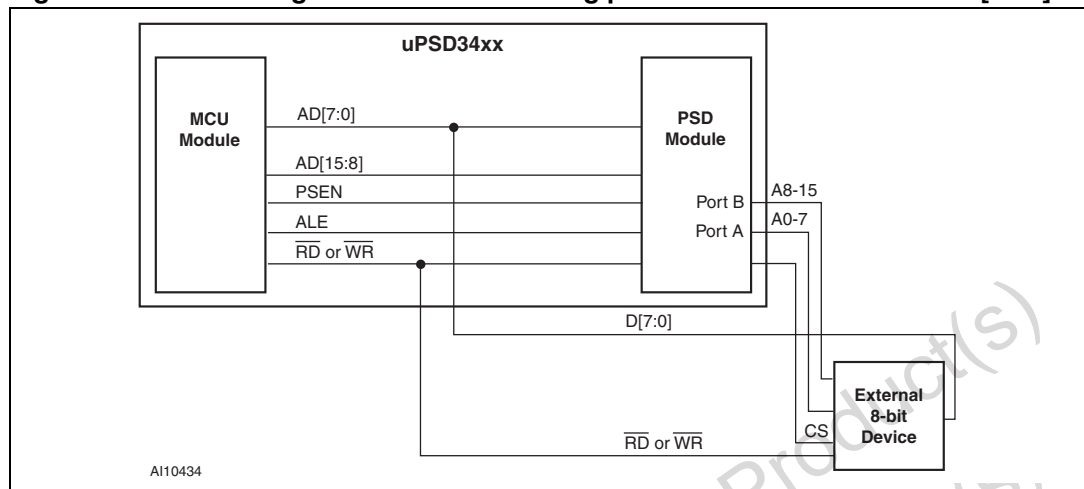 uPSD34xx
MCU
Module
AD[7:0]
AD[15:8]
PSEN
ALE
RD or WR
PSD
Module
Port B
Port A
A8-15
A0-7
D[7:0]
External
8-bit
Device
CS
RD or WR
AI10434
Product(s)